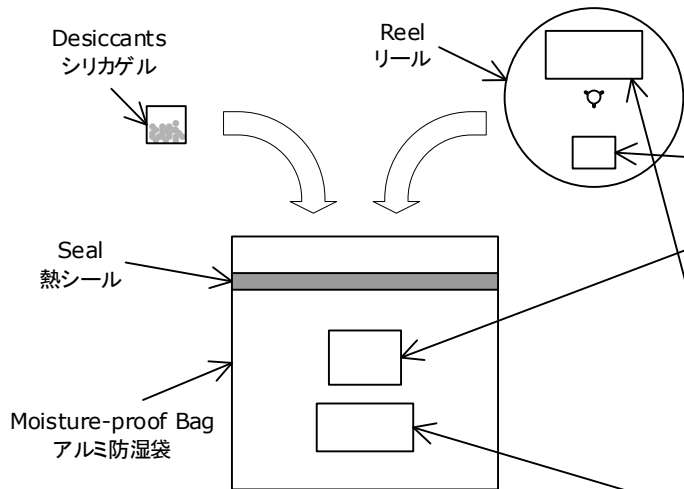 Desiccants
シリカゲル
Reel
リール
Seal
熱シール
Moisture-proof Bag
アルミ防湿袋